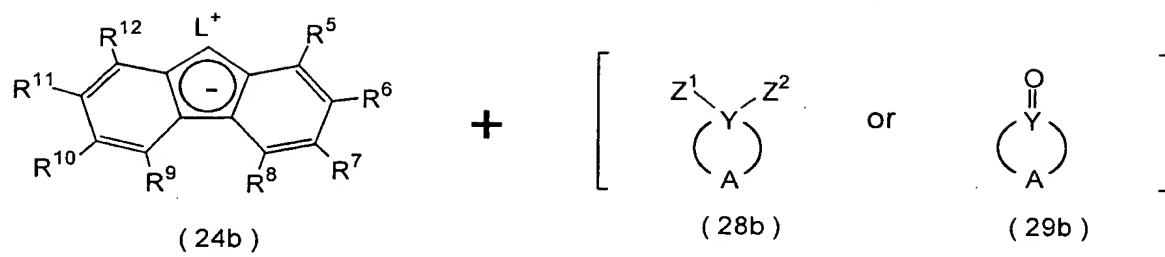 L⁺
R¹² R⁵
R¹¹ R⁶
-
R¹⁰ R⁷
R⁹ R⁸
(24b)
+
Z¹ Z²
Y
A
(28b)
or
O
Y
A
(29b)